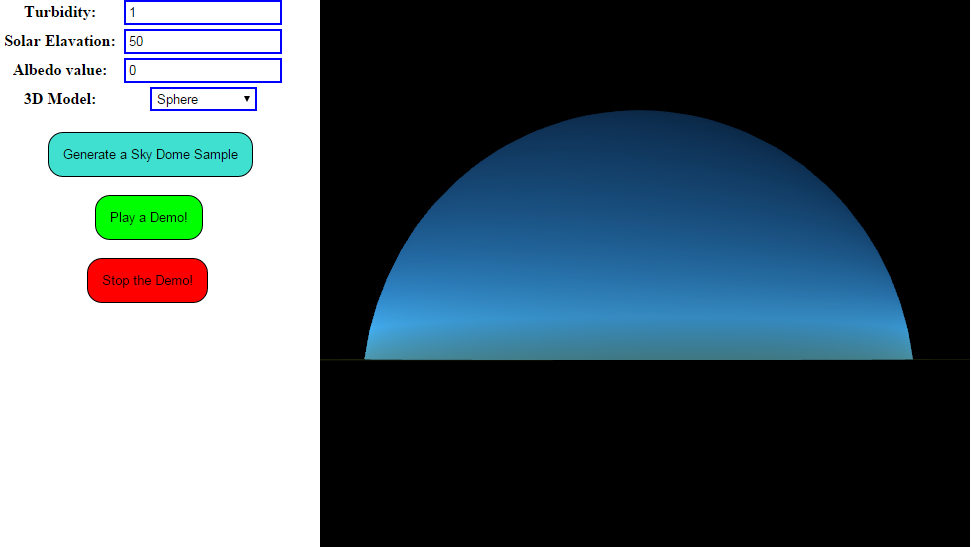 Turbidity: 1
Solar Elavation: 50
Albedo value: 0
3D Model: Sphere
Generate a Sky Dome Sample
Play a Demo!
Stop the Demo!